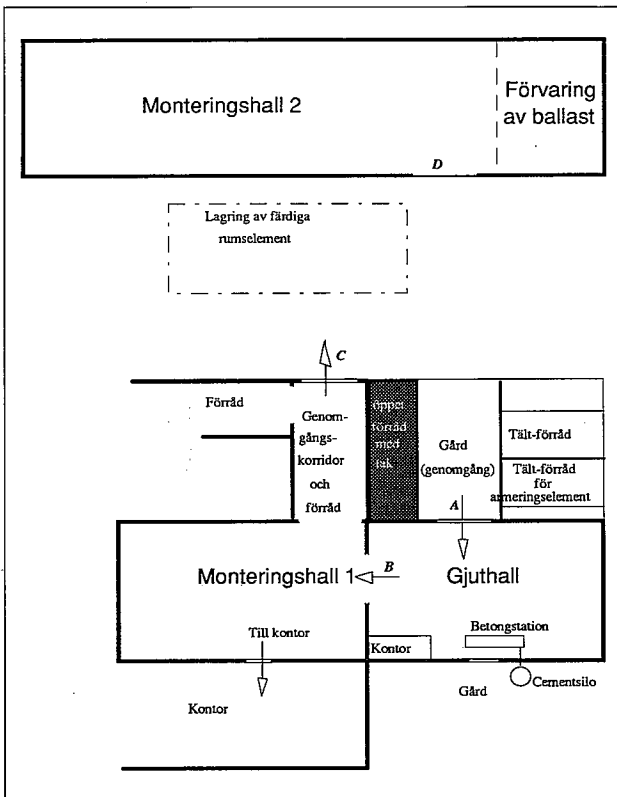 Monteringshall 2
Förvaring
av ballast
D
Lagring av färdiga
rumselement
C
Förråd
Genom-
gångs-
korridor
och
förråd
öppet
förråd
med
tak
Gård
(genomgång)
Tält-förråd
Tält-förråd
för
armeringselement
A
Monteringshall 1
B
Gjuthall
Till kontor
Kontor
Betongstation
Cementsilo
Gård
Kontor